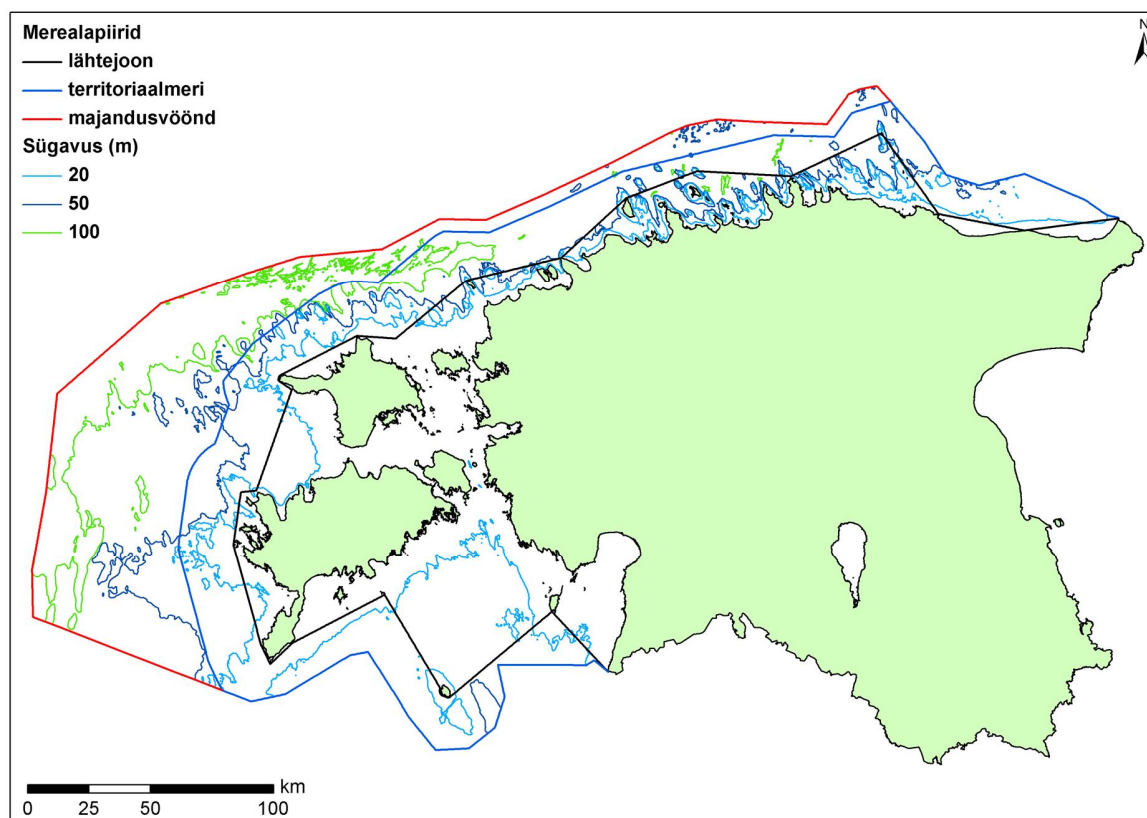 Merealapiirid
lähtejoon
territoriaalmeri
majandusvöönd
Sügavus (m)
20
50
100
N
km
0 25 50 100